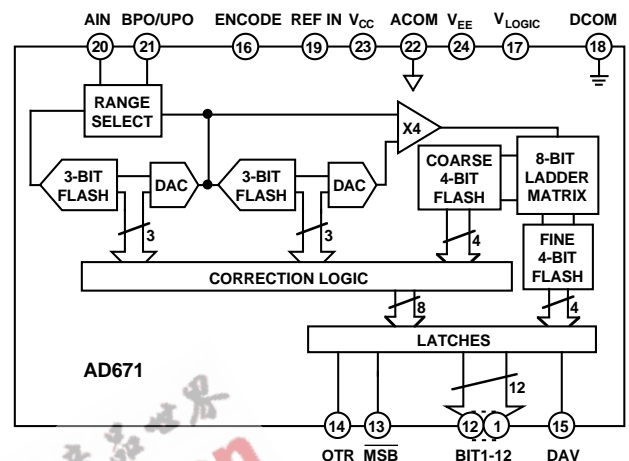 AIN BPO/UPO ENCODE REF IN VCC ACOM VEE VLOGIC DCOM
20 21 16 19 23 22 24 17 18
RANGE
SELECT
X4
3-BIT
FLASH
DAC
3-BIT
FLASH
DAC
COARSE
4-BIT
FLASH
8-BIT
LADDER
MATRIX
3
3
4
FINE
4-BIT
FLASH
CORRECTION LOGIC
8
4
LATCHES
AD671
12
14 13 12 1 15
OTR MSB BIT1-12 DAV